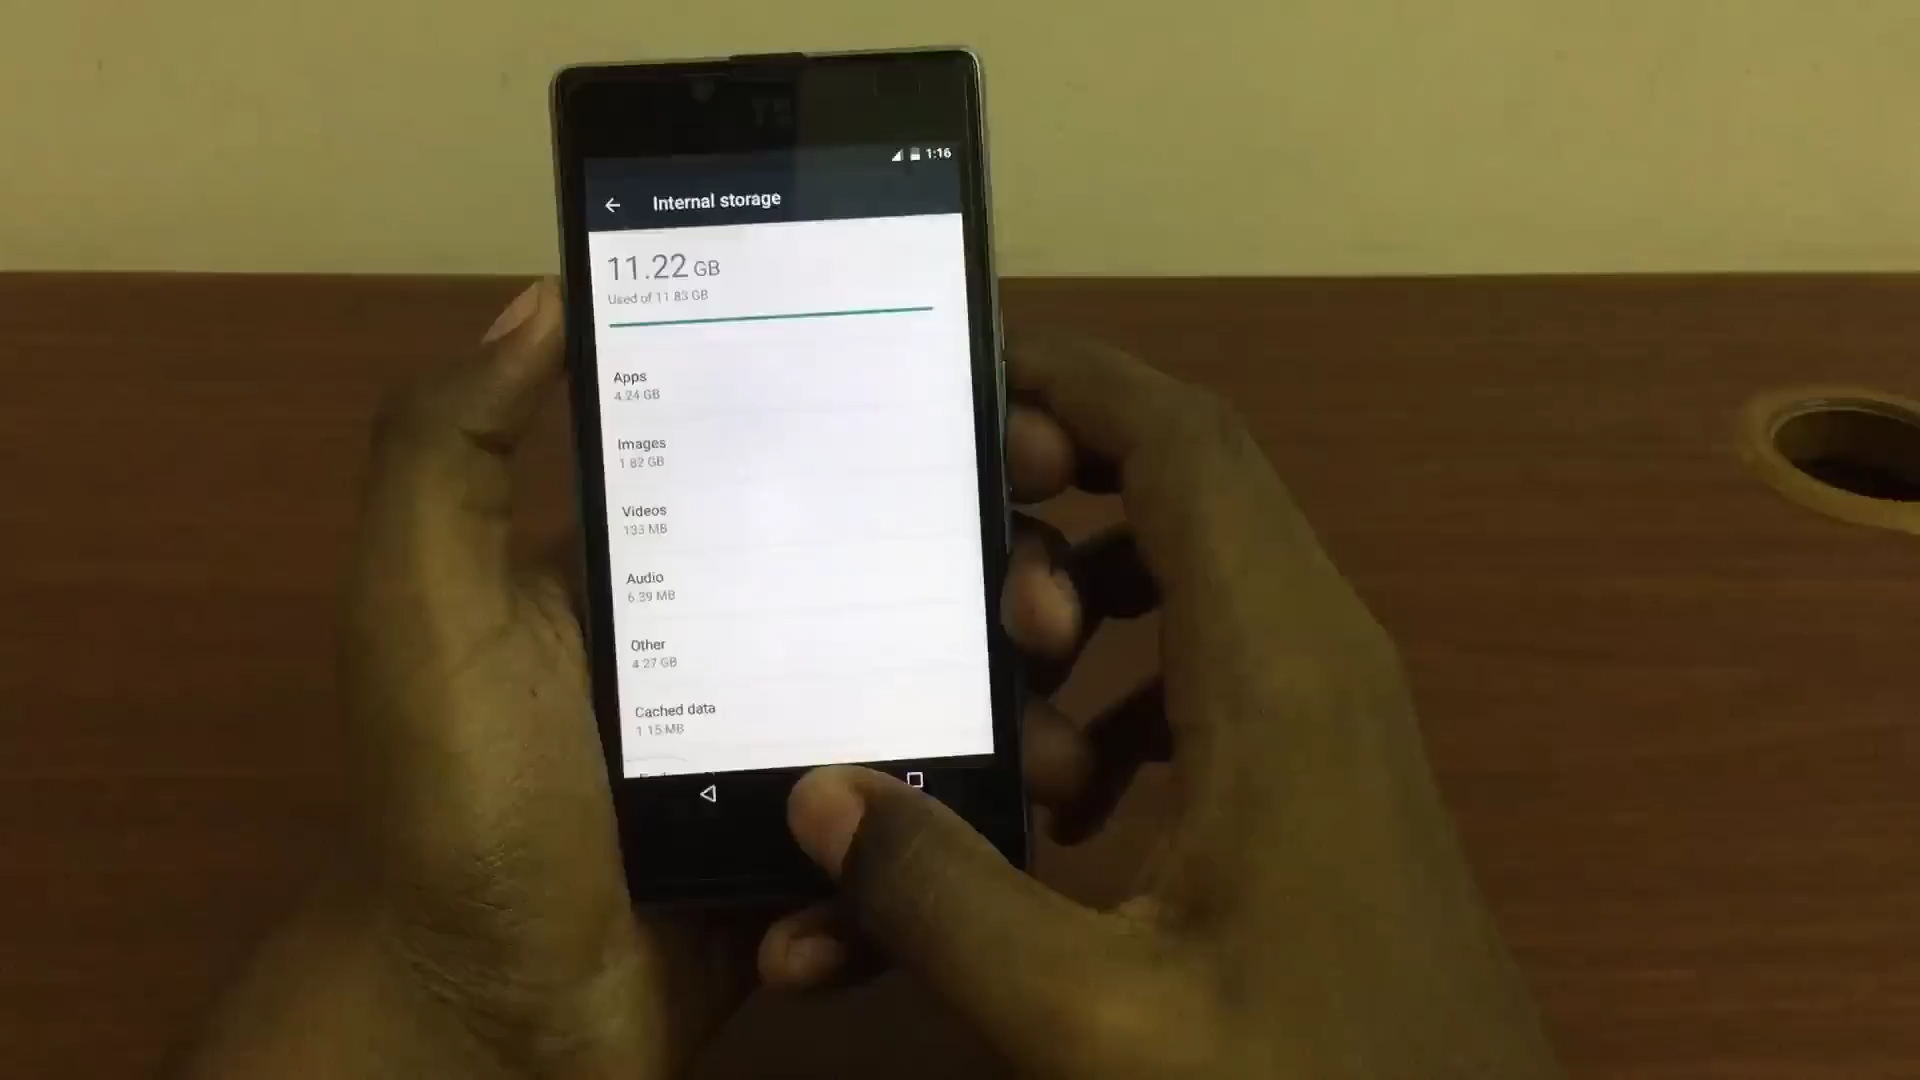 1:16
Internal storage
11.22 GB
Used of 11.83 GB
Apps
4.24 GB
Images
1.82 GB
Videos
133 MB
Audio
6.39 MB
Other
4.27 GB
Cached data
1.15 MB